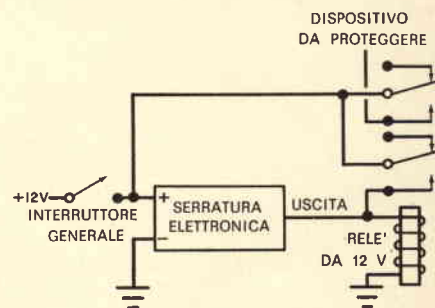 DISPOSITIVO
DA PROTEGGERE
+12V
INTERRUTTORE
GENERALE
+
−
SERRATURA
ELETTRONICA
USCITA
RELE'
DA 12 V